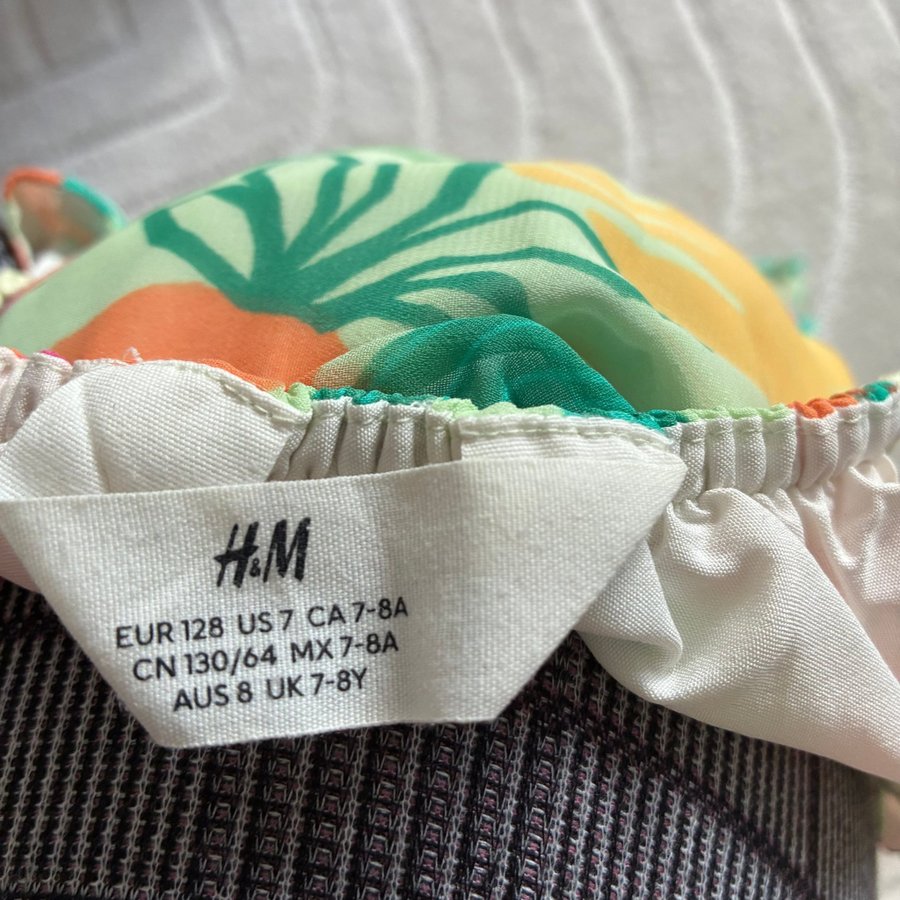 H&M
EUR 128 US 7 CA 7-8A
CN 130/64 MX 7-8A
AUS 8 UK 7-8Y